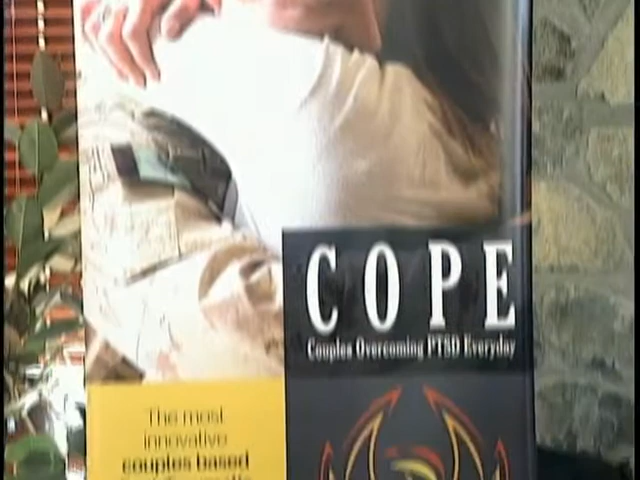 COPE
Couples Overcoming PTSD Everyday
The most
innovative
couples based